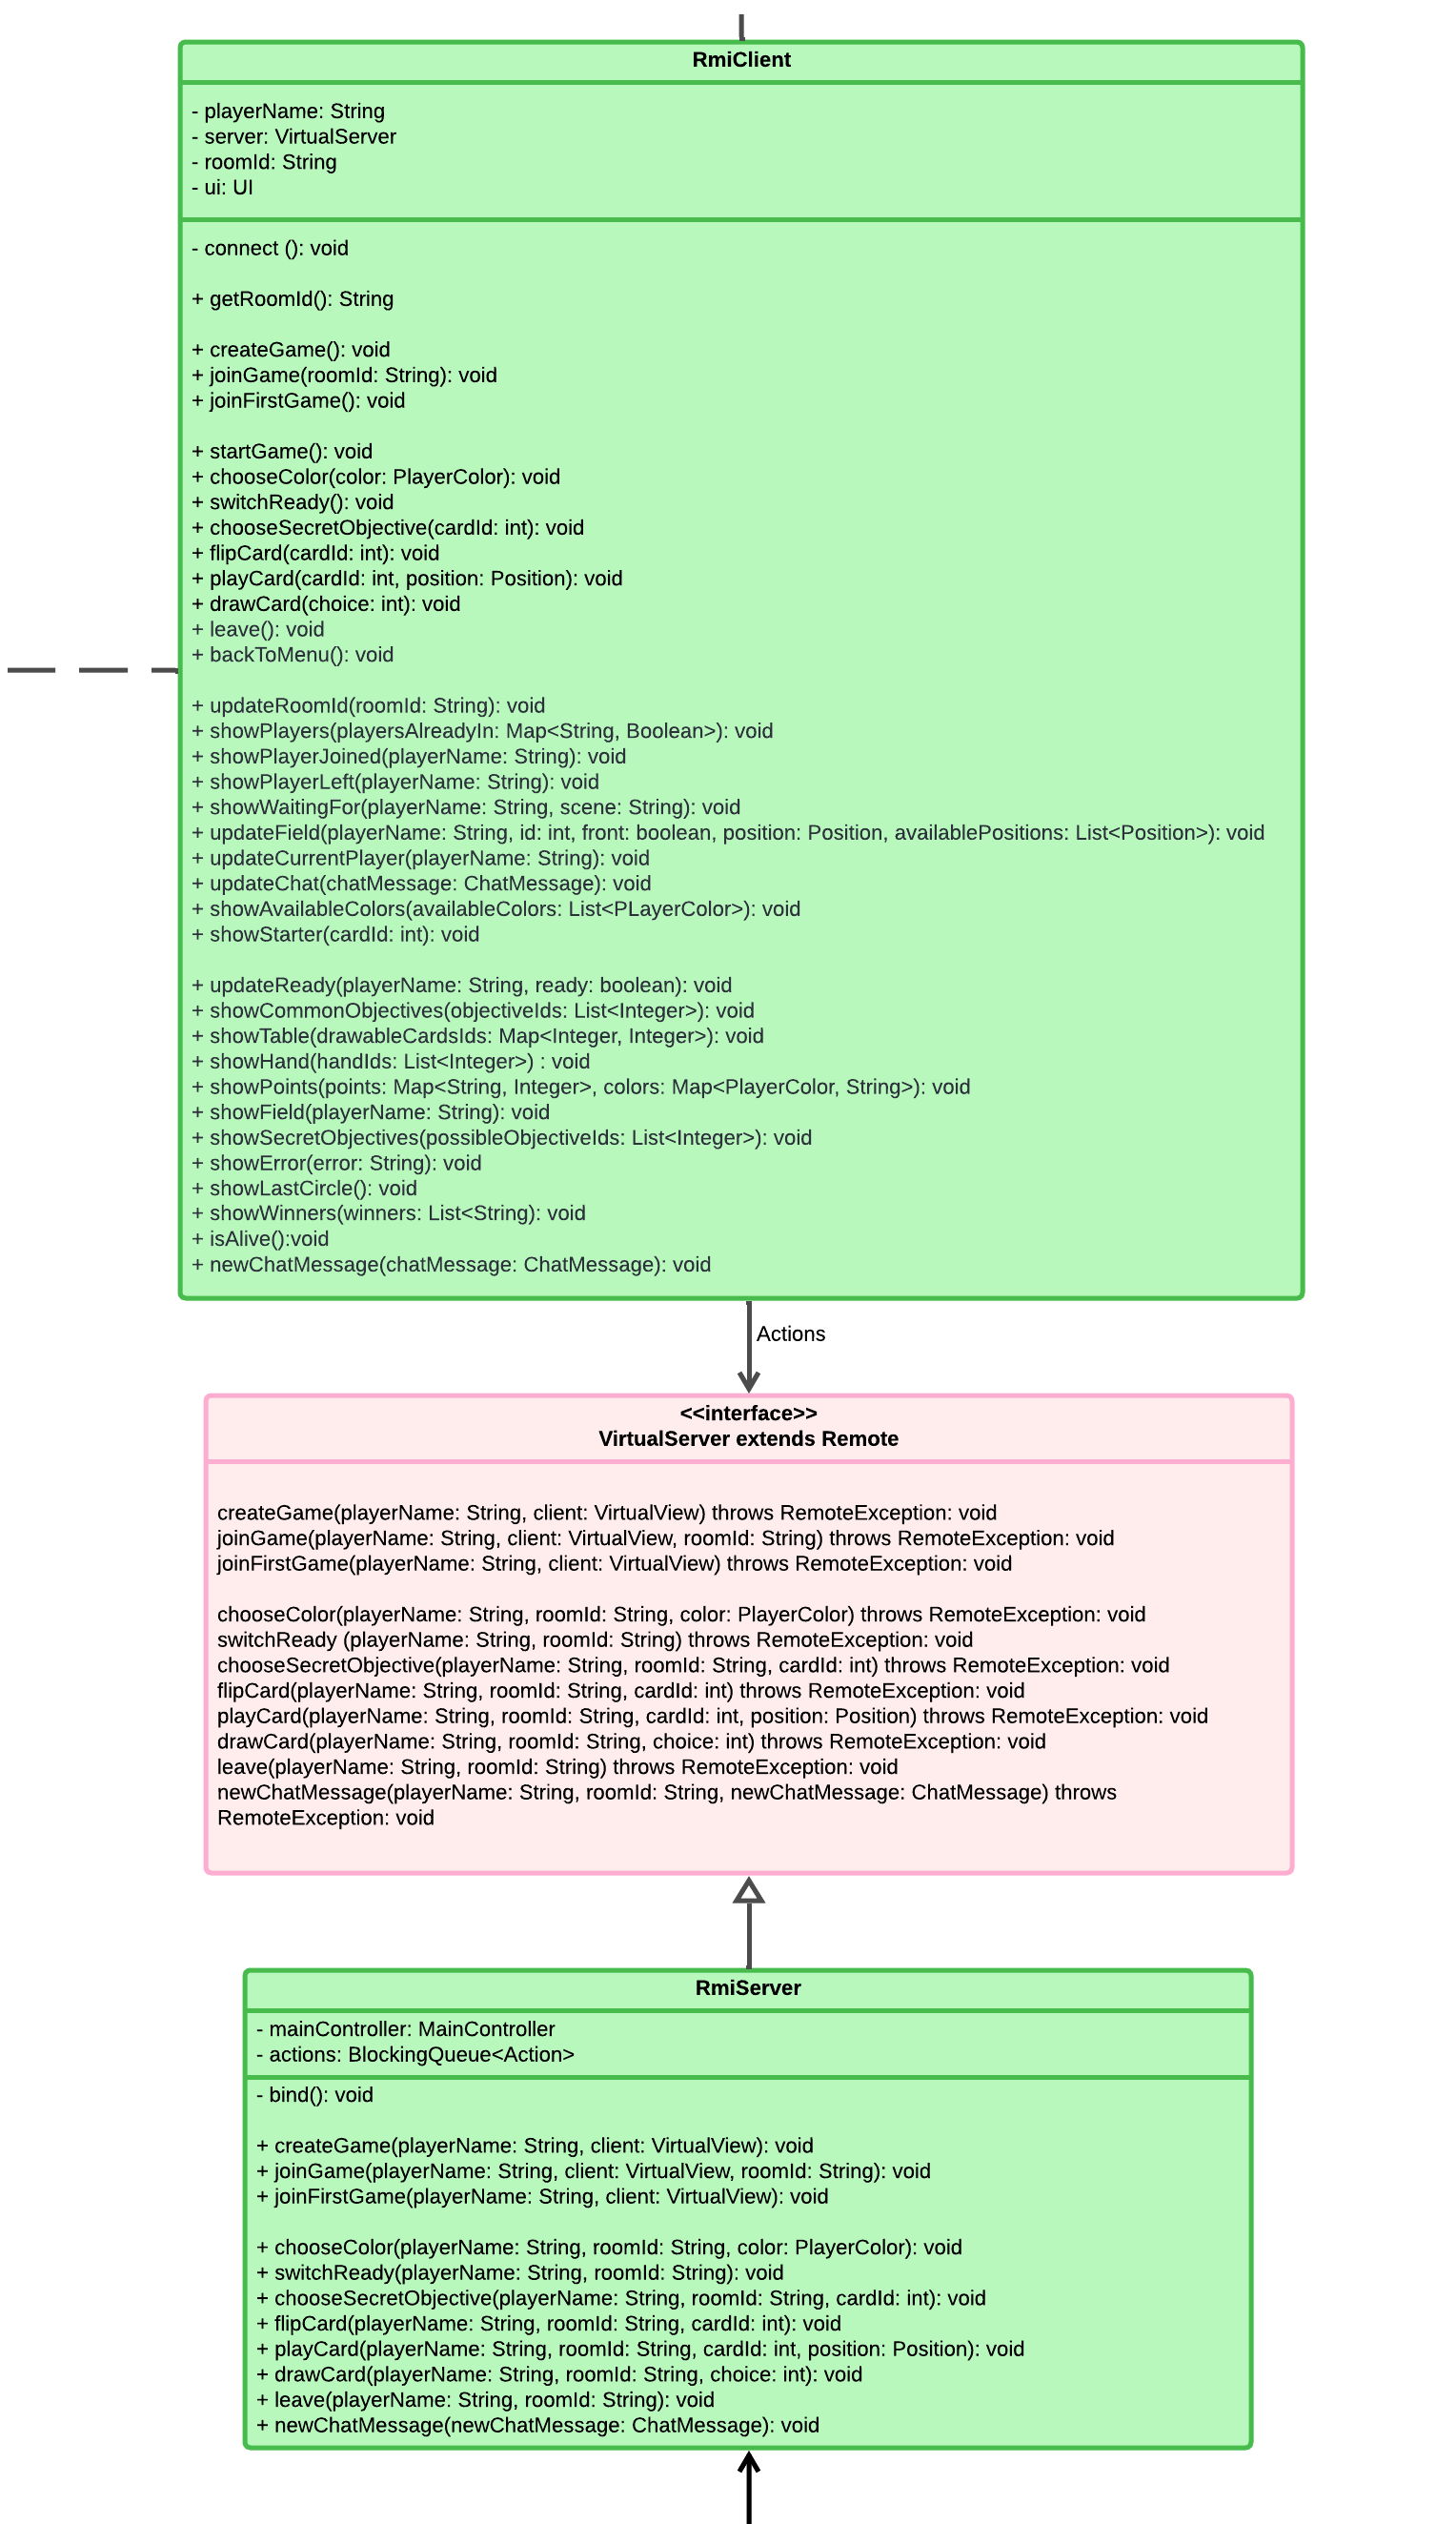 RmiClient
- playerName: String
- server: VirtualServer
- roomId: String
- ui: UI
- connect (): void
+ getRoomId(): String
+ createGame(): void
+ joinGame(roomId: String): void
+ joinFirstGame(): void
+ startGame(): void
+ chooseColor(color: PlayerColor): void
+ switchReady(): void
+ chooseSecretObjective(cardId: int): void
+ flipCard(cardId: int): void
+ playCard(cardId: int, position: Position): void
+ drawCard(choice: int): void
+ leave(): void
+ backToMenu(): void
+ updateRoomId(roomId: String): void
+ showPlayers(playersAlreadyIn: Map<String, Boolean>): void
+ showPlayerJoined(playerName: String): void
+ showPlayerLeft(playerName: String): void
+ showWaitingFor(playerName: String, scene: String): void
+ updateField(playerName: String, id: int, front: boolean, position: Position, availablePositions: List<Position>): void
+ updateCurrentPlayer(playerName: String): void
+ updateChat(chatMessage: ChatMessage): void
+ showAvailableColors(availableColors: List<PLayerColor>): void
+ showStarter(cardId: int): void
+ updateReady(playerName: String, ready: boolean): void
+ showCommonObjectives(objectiveIds: List<Integer>): void
+ showTable(drawableCardsIds: Map<Integer, Integer>): void
+ showHand(handIds: List<Integer>) : void
+ showPoints(points: Map<String, Integer>, colors: Map<PlayerColor, String>): void
+ showField(playerName: String): void
+ showSecretObjectives(possibleObjectiveIds: List<Integer>): void
+ showError(error: String): void
+ showLastCircle(): void
+ showWinners(winners: List<String): void
+ isAlive():void
+ newChatMessage(chatMessage: ChatMessage): void
Actions
<<interface>>
VirtualServer extends Remote
createGame(playerName: String, client: VirtualView) throws RemoteException: void
joinGame(playerName: String, client: VirtualView, roomId: String) throws RemoteException: void
joinFirstGame(playerName: String, client: VirtualView) throws RemoteException: void
chooseColor(playerName: String, roomId: String, color: PlayerColor) throws RemoteException: void
switchReady (playerName: String, roomId: String) throws RemoteException: void
chooseSecretObjective(playerName: String, roomId: String, cardId: int) throws RemoteException: void
flipCard(playerName: String, roomId: String, cardId: int) throws RemoteException: void
playCard(playerName: String, roomId: String, cardId: int, position: Position) throws RemoteException: void
drawCard(playerName: String, roomId: String, choice: int) throws RemoteException: void
leave(playerName: String, roomId: String) throws RemoteException: void
newChatMessage(playerName: String, roomId: String, newChatMessage: ChatMessage) throws
RemoteException: void
RmiServer
- mainController: MainController
- actions: BlockingQueue<Action>
- bind(): void
+ createGame(playerName: String, client: VirtualView): void
+ joinGame(playerName: String, client: VirtualView, roomId: String): void
+ joinFirstGame(playerName: String, client: VirtualView): void
+ chooseColor(playerName: String, roomId: String, color: PlayerColor): void
+ switchReady(playerName: String, roomId: String): void
+ chooseSecretObjective(playerName: String, roomId: String, cardId: int): void
+ flipCard(playerName: String, roomId: String, cardId: int): void
+ playCard(playerName: String, roomId: String, cardId: int, position: Position): void
+ drawCard(playerName: String, roomId: String, choice: int): void
+ leave(playerName: String, roomId: String): void
+ newChatMessage(newChatMessage: ChatMessage): void